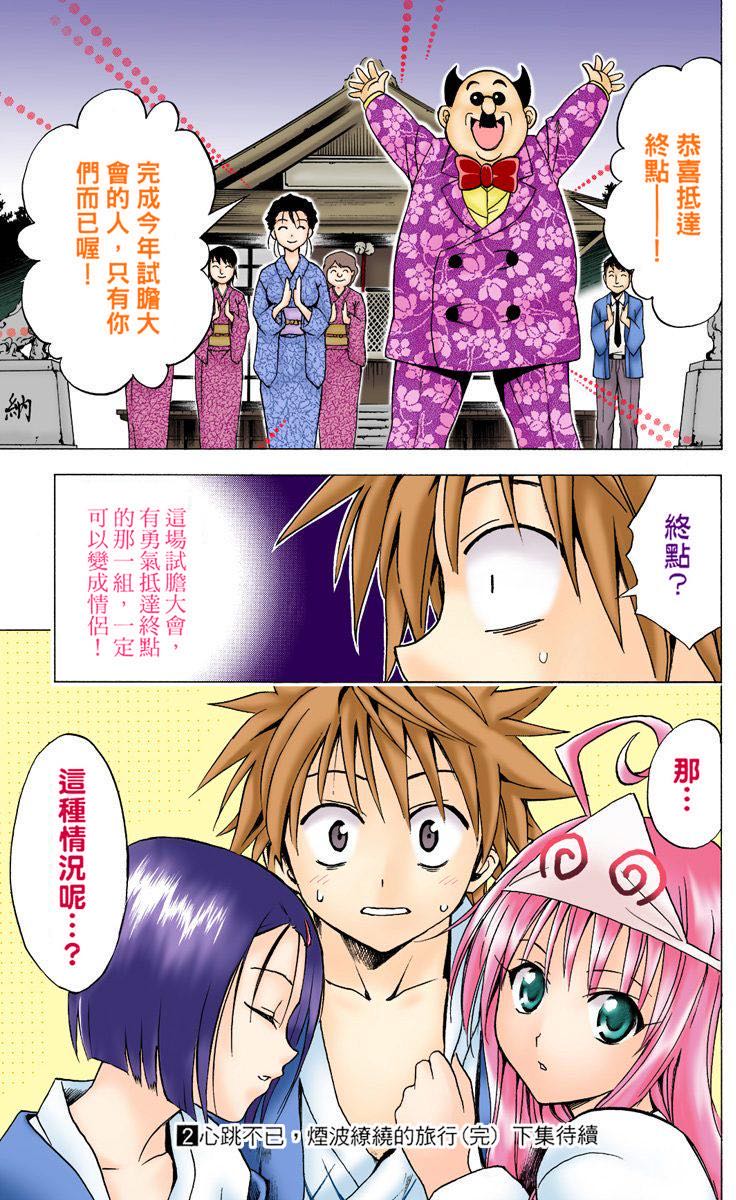 恭喜抵達
終點——！
完成今年試膽大
會的人，只有你
們而已喔！
納
終點？
這場試膽大會，
有勇氣抵達終點
的那一組，一定
可以變成情侶！
那…
這種情況呢…？
2心跳不已，煙波繚繞的旅行(完) 下集待續